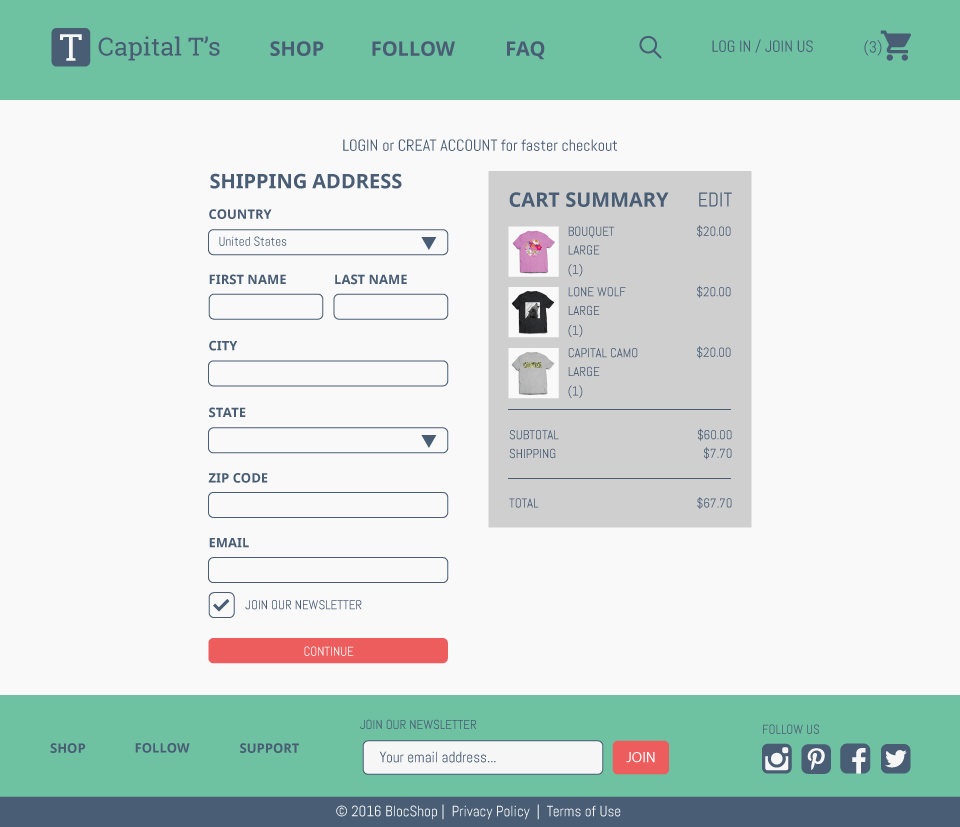 T Capital T's SHOP FOLLOW FAQ LOG IN / JOIN US (3)
LOGIN or CREAT ACCOUNT for faster checkout
SHIPPING ADDRESS
COUNTRY
United States
FIRST NAME LAST NAME
CITY
STATE
ZIP CODE
EMAIL
JOIN OUR NEWSLETTER
CONTINUE
CART SUMMARY EDIT
BOUQUET $20.00
LARGE
(1)
LONE WOLF $20.00
LARGE
(1)
CAPITAL CAMO $20.00
LARGE
(1)
SUBTOTAL $60.00
SHIPPING $7.70
TOTAL $67.70
SHOP FOLLOW SUPPORT
JOIN OUR NEWSLETTER
Your email address... JOIN
FOLLOW US
© 2016 BlocShop | Privacy Policy | Terms of Use